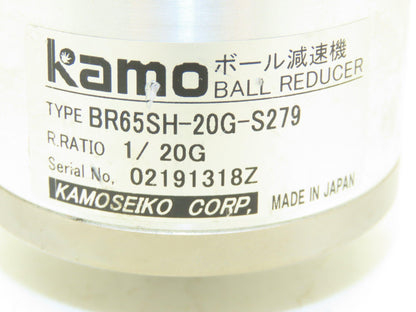 Kamo ボール減速機
BALL REDUCER
TYPE BR65SH-20G-S279
R.RATIO 1/ 20G
Serial No. 02191318Z
KAMOSEIKO CORP. MADE IN JAPAN